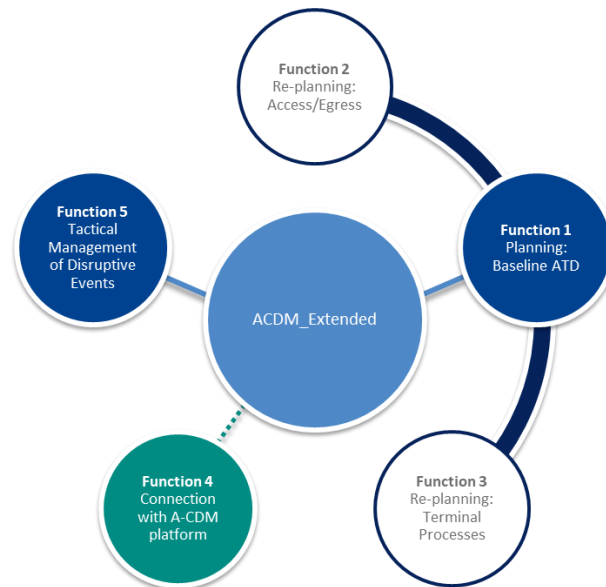 Function 2
Re-planning:
Access/Egress
Function 5
Tactical
Management
of Disruptive
Events
Function 1
Planning:
Baseline ATD
ACDM_Extended
Function 4
Connection
with A-CDM
platform
Function 3
Re-planning:
Terminal
Processes